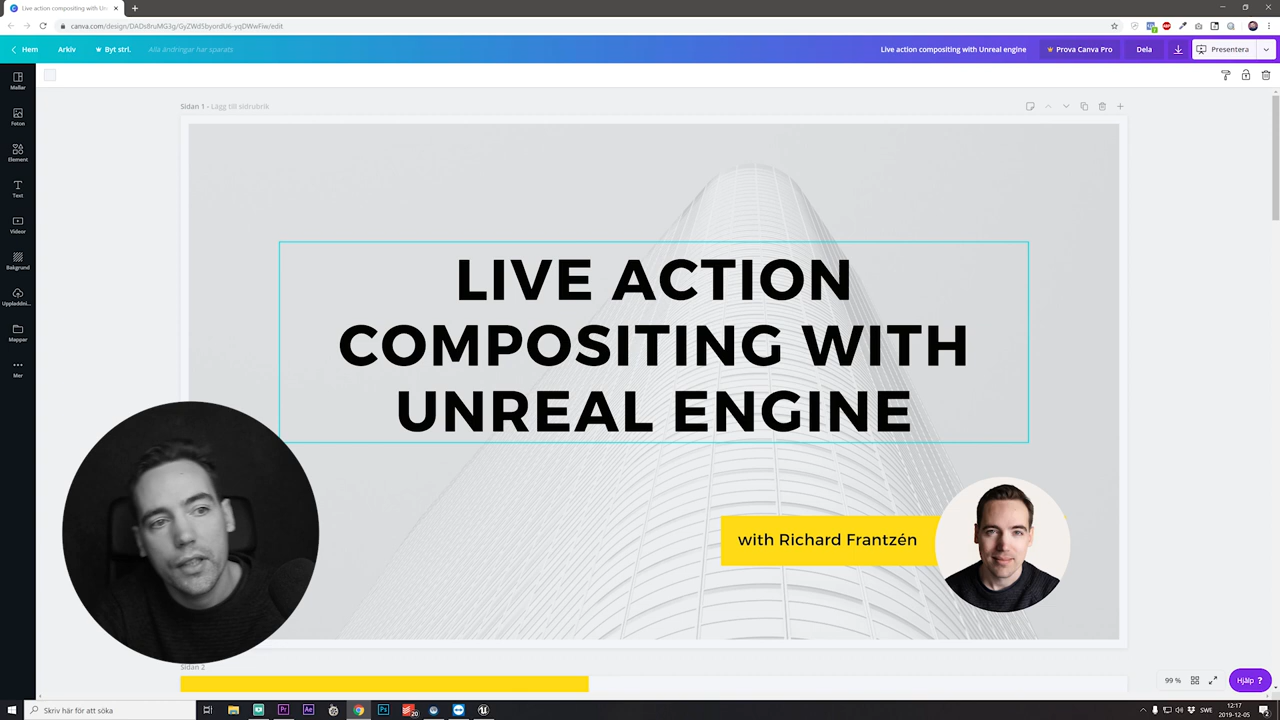 Live action compositing with Un
canva.com/design/DADs8ruMG3g/GyZWd5byordU6-yqDWwFiw/edit
Hem
Arkiv
Byt strl.
Alla ändringar har sparats
Live action compositing with Unreal engine
Prova Canva Pro
Dela
Presentera
Mallar
Foton
Element
Text
Videor
Bakgrund
Uppladdni...
Mappar
Mer
Sidan 1 - Lägg till sidrubrik
LIVE ACTION
COMPOSITING WITH
UNREAL ENGINE
with Richard Frantzén
Sidan 2
99 %
Hjälp ?
Skriv här för att söka
20
SWE
12:17
2019-12-05
2